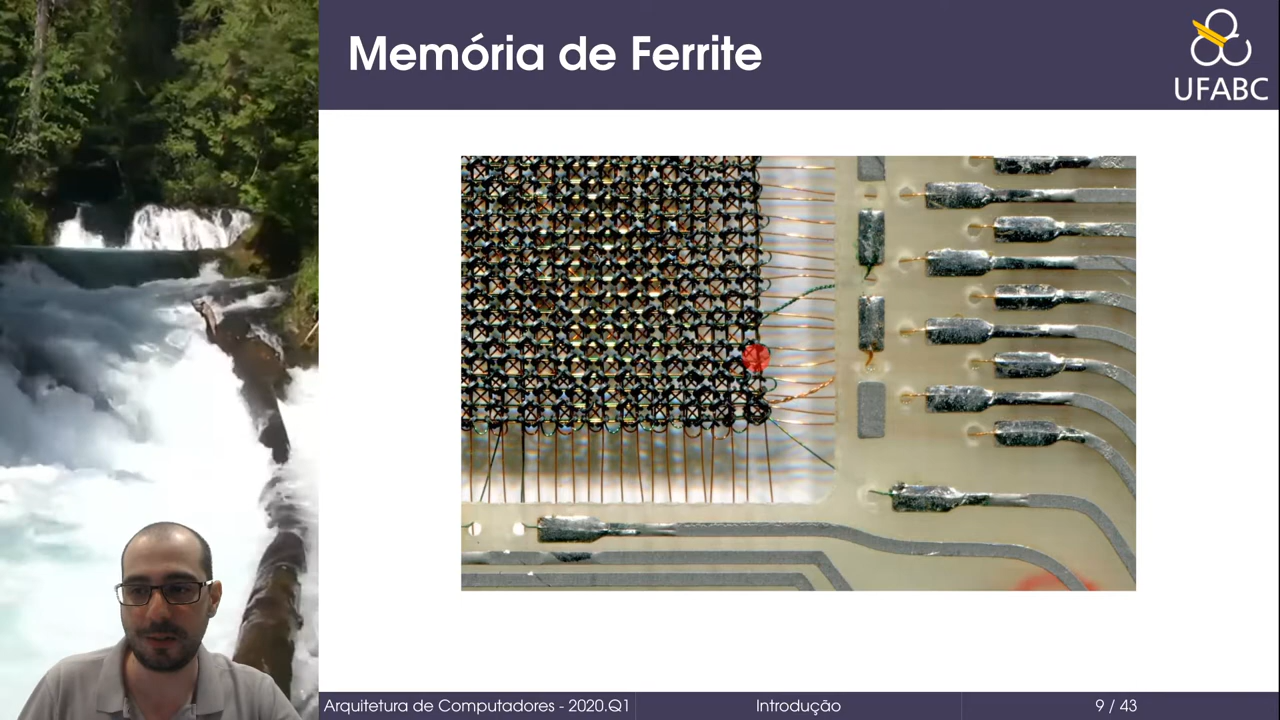 Memória de Ferrite
UFABC
Arquitetura de Computadores - 2020.Q1
Introdução
9 / 43